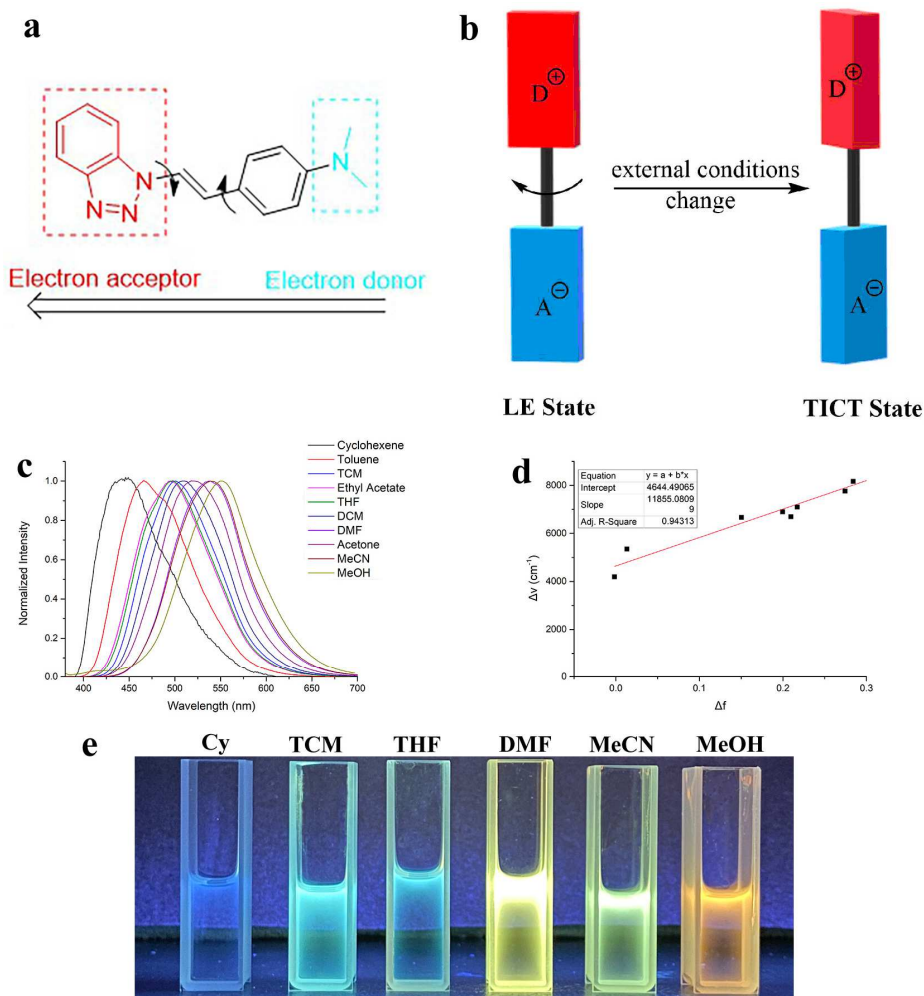 a
N
N=N
N
Electron acceptor
Electron donor
b
D⊕
A⊖
LE State
external conditions
change
D⊕
A⊖
TICT State
c
Normalized Intensity
1.0
0.8
0.6
0.4
0.2
0.0
400
450
500
550
600
650
700
Wavelength (nm)
Cyclohexene
Toluene
TCM
Ethyl Acetate
THF
DCM
DMF
Acetone
MeCN
MeOH
d
Δv (cm⁻¹)
8000
6000
4000
2000
0
0.0
0.1
0.2
0.3
Δf
Equation y = a + b*x
Intercept 4644.49065
Slope 11855.0809
9
Adj. R-Square 0.94313
e
Cy
TCM
THF
DMF
MeCN
MeOH